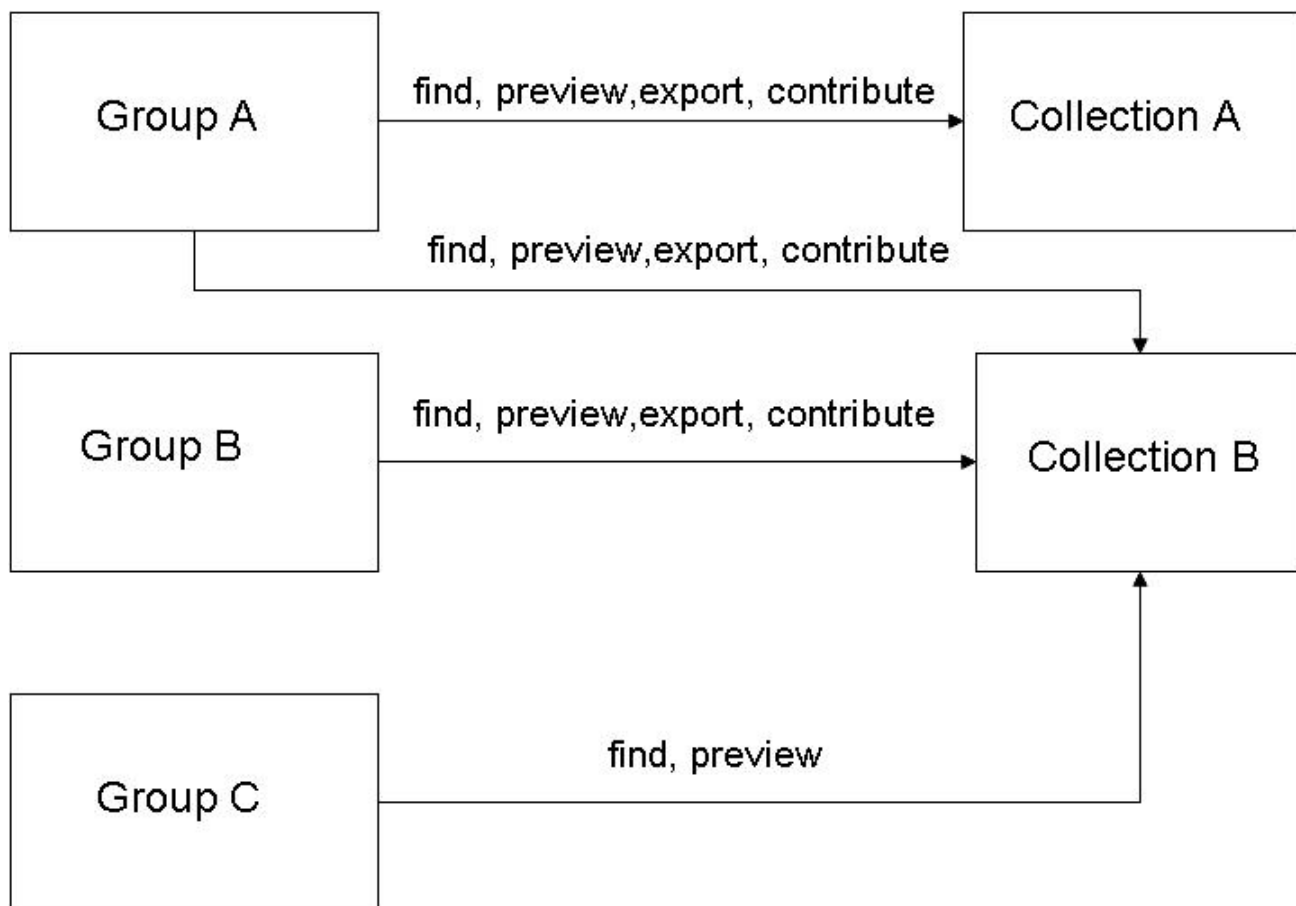 Group A
find, preview,export, contribute
Collection A
find, preview,export, contribute
Group B
find, preview,export, contribute
Collection B
find, preview
Group C